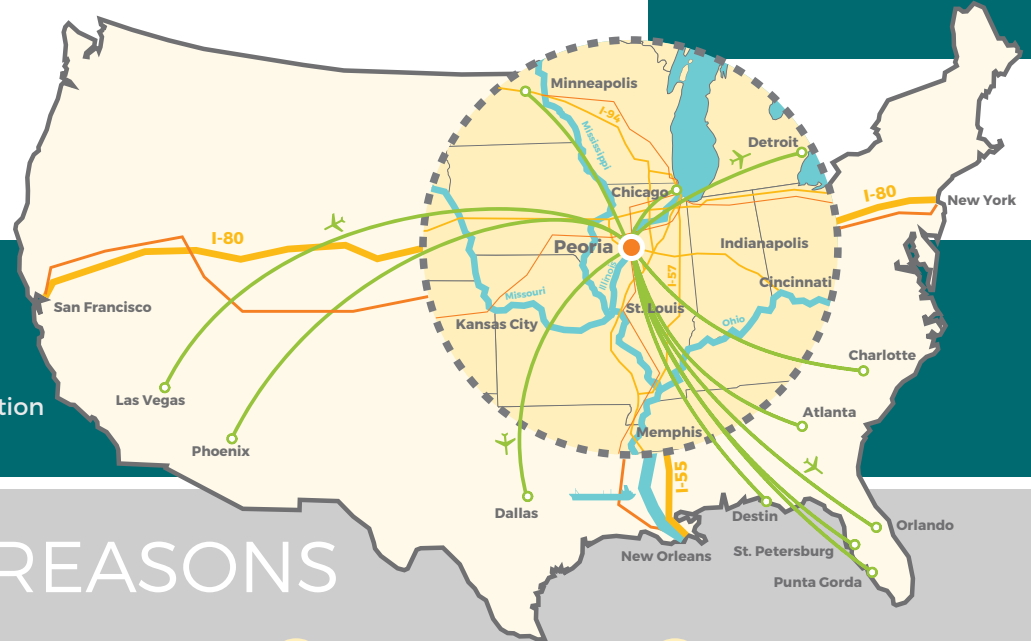 Minneapolis
I-94
Mississippi
Detroit
Chicago
I-80
New York
I-80
Peoria
Indianapolis
Illinois
I-57
Cincinnati
San Francisco
Missouri
St. Louis
Kansas City
Ohio
Charlotte
Las Vegas
tion
Atlanta
Memphis
Phoenix
I-55
Dallas
Destin
Orlando
New Orleans
St. Petersburg
REASONS
Punta Gorda